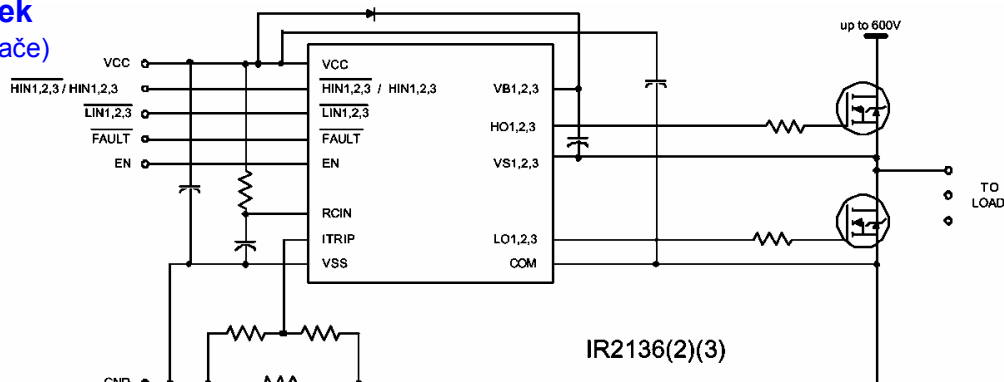 ek
ače)
up to 600V
VCC
HIN1,2,3 / HIN1,2,3
LIN1,2,3
FAULT
EN
VCC
HIN1,2,3 / HIN1,2,3
LIN1,2,3
FAULT
EN
RCIN
ITRIP
VSS
VB1,2,3
HO1,2,3
VS1,2,3
LO1,2,3
COM
TO
LOAD
IR2136(2)(3)
GND